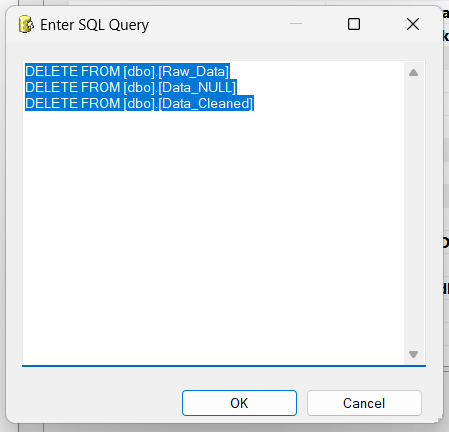 Enter SQL Query
DELETE FROM [dbo].[Raw_Data]
DELETE FROM [dbo].[Data_NULL]
DELETE FROM [dbo].[Data_Cleaned]
OK
Cancel